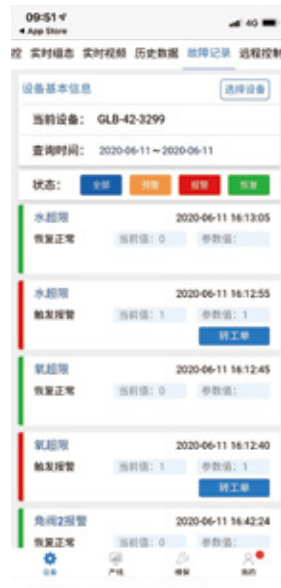 09:51
4G
◀ App Store
控 实时组态 实时视频 历史数据 故障记录 远程控制
设备基本信息 选择设备
当前设备： GLB-42-3299
查询时间： 2020-06-11～2020-06-11
状态： 全部 预警 报警 恢复
水超限 2020-06-11 16:13:05
恢复正常 当前值：0 参数值：
水超限 2020-06-11 16:12:55
触发报警 当前值：1 参数值：1
转工单
氧超限 2020-06-11 16:12:45
恢复正常 当前值：0 参数值：
氧超限 2020-06-11 16:12:40
触发报警 当前值：1 参数值：1
转工单
角阀2报警 2020-06-11 16:42:24
恢复正常 当前值：0 参数值：
设备 产线 维保 我的